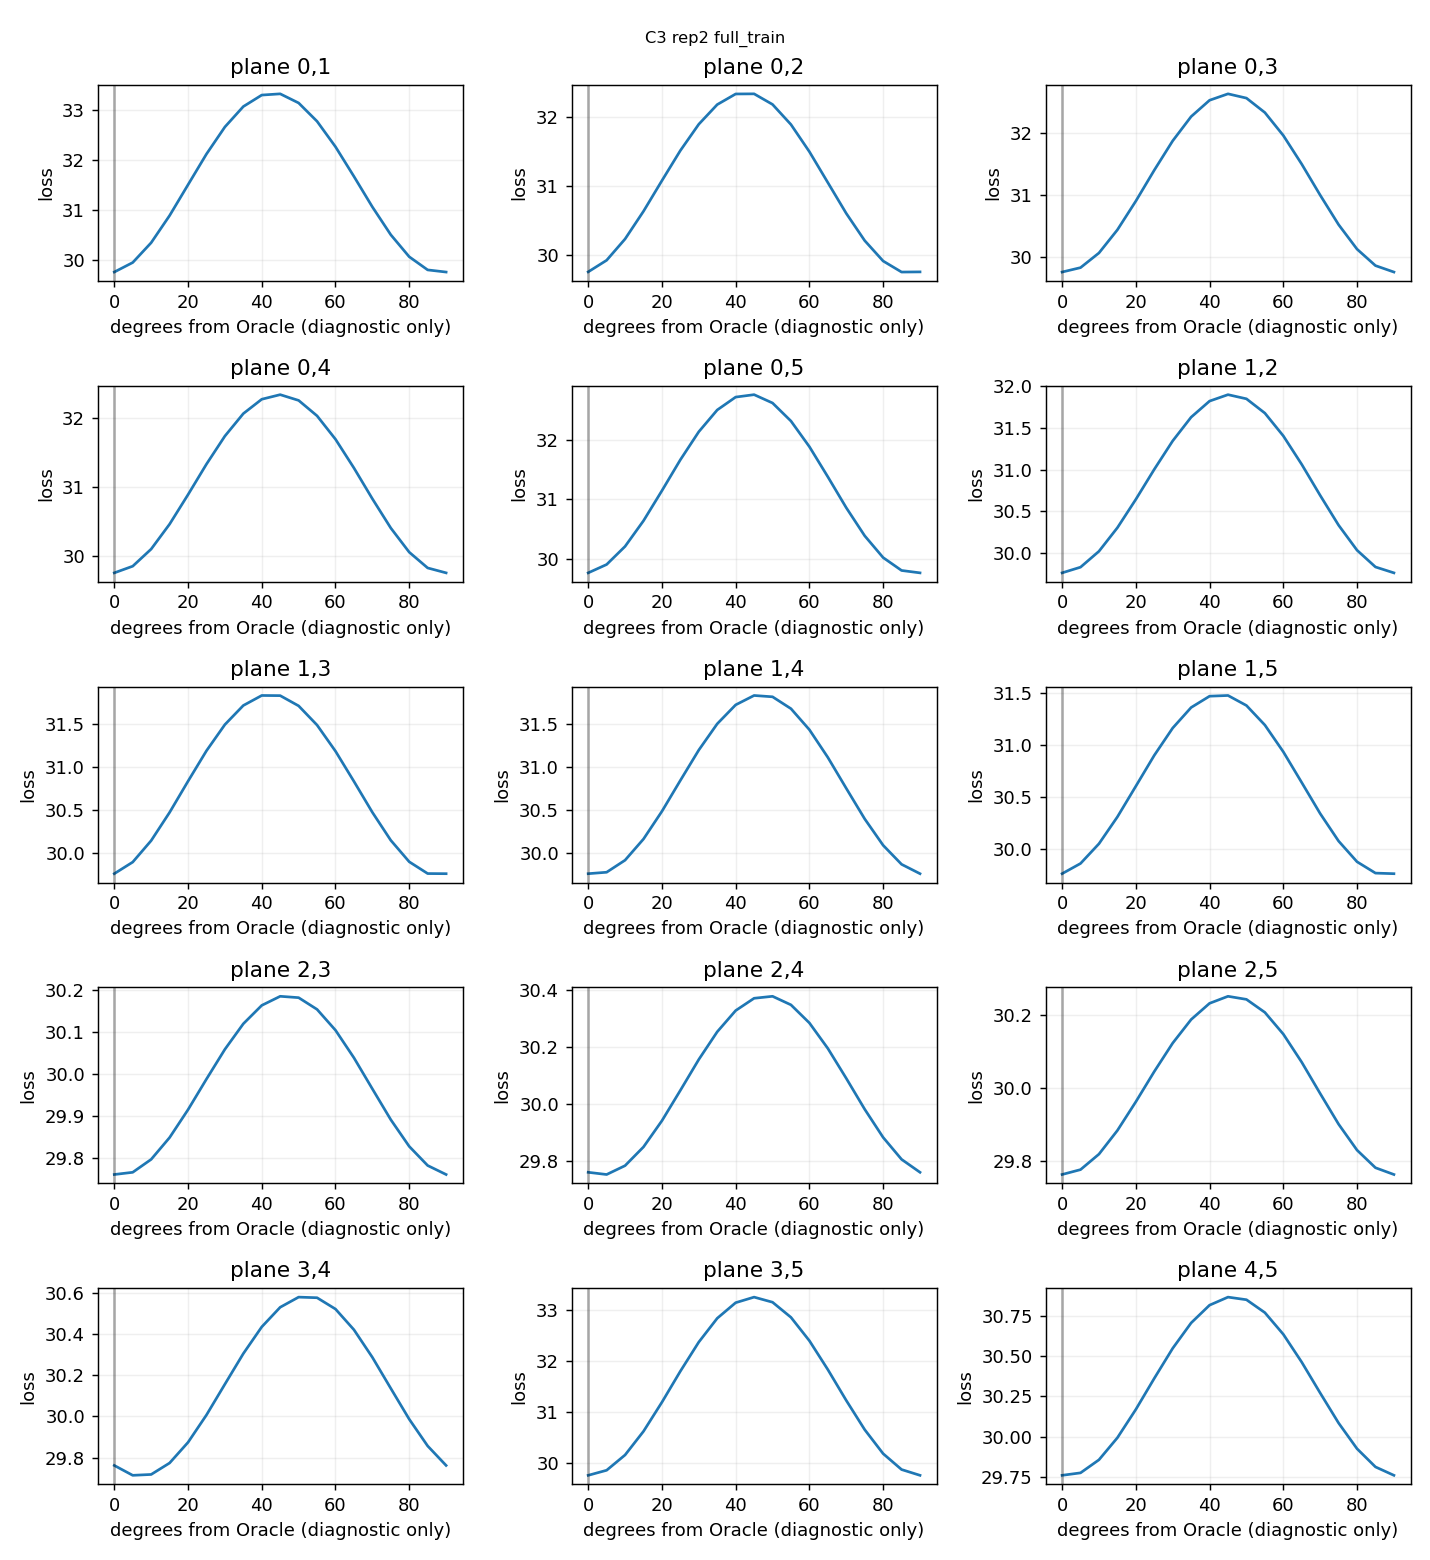 C3 rep2 full_train
plane 0,1
33
32
31
30
loss
0 20 40 60 80
degrees from Oracle (diagnostic only)
plane 0,2
32
31
30
loss
0 20 40 60 80
degrees from Oracle (diagnostic only)
plane 0,3
32
31
30
loss
0 20 40 60 80
degrees from Oracle (diagnostic only)
plane 0,4
32
31
30
loss
0 20 40 60 80
degrees from Oracle (diagnostic only)
plane 0,5
32
31
30
loss
0 20 40 60 80
degrees from Oracle (diagnostic only)
plane 1,2
32.0
31.5
31.0
30.5
30.0
loss
0 20 40 60 80
degrees from Oracle (diagnostic only)
plane 1,3
31.5
31.0
30.5
30.0
loss
0 20 40 60 80
degrees from Oracle (diagnostic only)
plane 1,4
31.5
31.0
30.5
30.0
loss
0 20 40 60 80
degrees from Oracle (diagnostic only)
plane 1,5
31.5
31.0
30.5
30.0
loss
0 20 40 60 80
degrees from Oracle (diagnostic only)
plane 2,3
30.2
30.1
30.0
29.9
29.8
loss
0 20 40 60 80
degrees from Oracle (diagnostic only)
plane 2,4
30.4
30.2
30.0
29.8
loss
0 20 40 60 80
degrees from Oracle (diagnostic only)
plane 2,5
30.2
30.0
29.8
loss
0 20 40 60 80
degrees from Oracle (diagnostic only)
plane 3,4
30.6
30.4
30.2
30.0
29.8
loss
0 20 40 60 80
degrees from Oracle (diagnostic only)
plane 3,5
33
32
31
30
loss
0 20 40 60 80
degrees from Oracle (diagnostic only)
plane 4,5
30.75
30.50
30.25
30.00
29.75
loss
0 20 40 60 80
degrees from Oracle (diagnostic only)